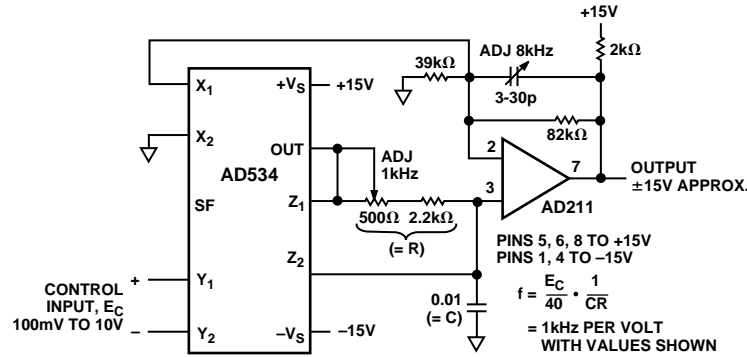 +15V
39kΩ
ADJ 8kHz
2kΩ
X1
+VS
+15V
3-30p
82kΩ
X2
OUT
ADJ
1kHz
2
7
OUTPUT
±15V APPROX.
AD534
3
AD211
SF
Z1
500Ω
2.2kΩ
(= R)
PINS 5, 6, 8 TO +15V
PINS 1, 4 TO –15V
Z2
CONTROL
INPUT, EC
100mV TO 10V
+
Y1
–
Y2
0.01
(= C)
f = EC/40 • 1/CR
= 1kHz PER VOLT
WITH VALUES SHOWN
–VS
–15V